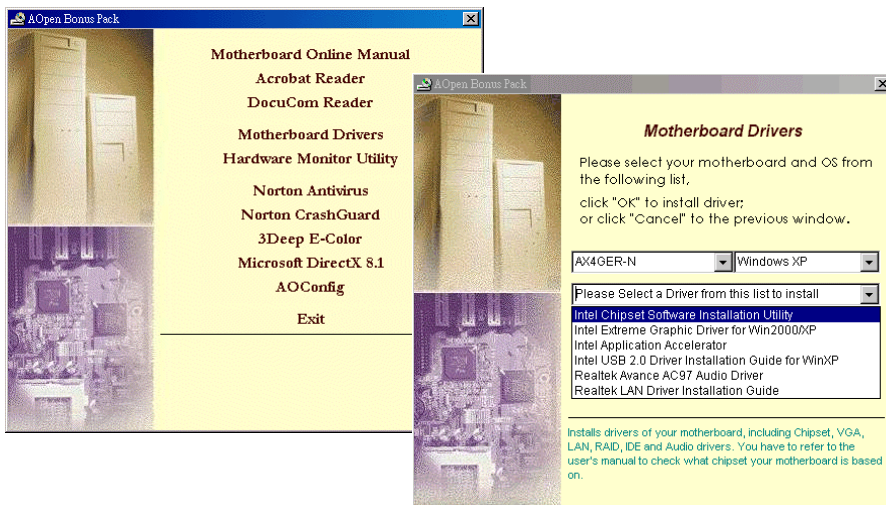 AOpen Bonus Pack
Motherboard Online Manual
Acrobat Reader
DocuCom Reader
Motherboard Drivers
Hardware Monitor Utility
Norton Antivirus
Norton CrashGuard
3Deep E-Color
Microsoft DirectX 8.1
AOConfig
Exit
AOpen Bonus Pack
Motherboard Drivers
Please select your motherboard and OS from
the following list,
click "OK" to install driver;
or click "Cancel" to the previous window.
AX4GER-N Windows XP
Please Select a Driver from this list to install
Intel Chipset Software Installation Utility
Intel Extreme Graphic Driver for Win2000/XP
Intel Application Accelerator
Intel USB 2.0 Driver Installation Guide for WinXP
Realtek Avance AC97 Audio Driver
Realtek LAN Driver Installation Guide
Installs drivers of your motherboard, including Chipset, VGA,
LAN, RAID, IDE and Audio drivers. You have to refer to the
user's manual to check what chipset your motherboard is based
on.